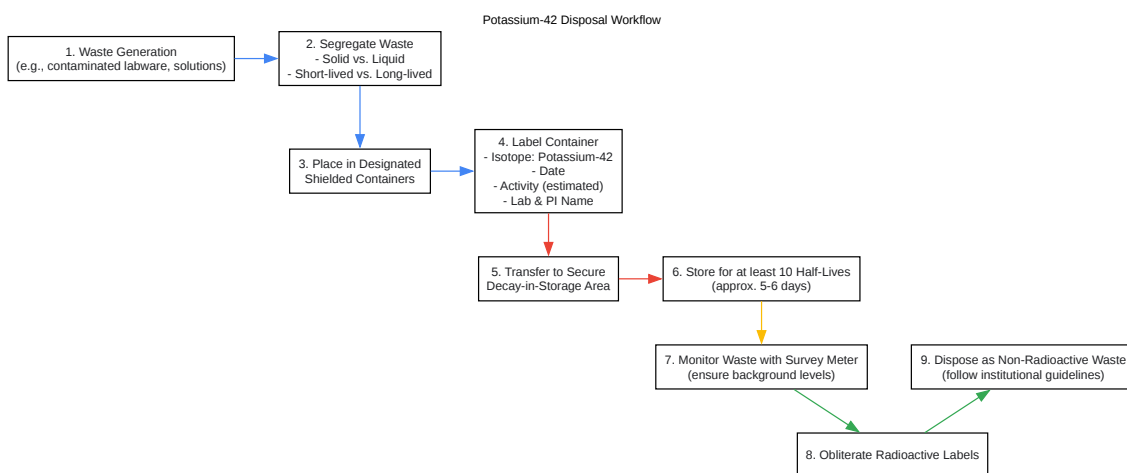 Potassium-42 Disposal Workflow
1. Waste Generation
(e.g., contaminated labware, solutions)
2. Segregate Waste
- Solid vs. Liquid
- Short-lived vs. Long-lived
3. Place in Designated
Shielded Containers
4. Label Container
- Isotope: Potassium-42
- Date
- Activity (estimated)
- Lab & PI Name
5. Transfer to Secure
Decay-in-Storage Area
6. Store for at least 10 Half-Lives
(approx. 5-6 days)
7. Monitor Waste with Survey Meter
(ensure background levels)
8. Obliterate Radioactive Labels
9. Dispose as Non-Radioactive Waste
(follow institutional guidelines)